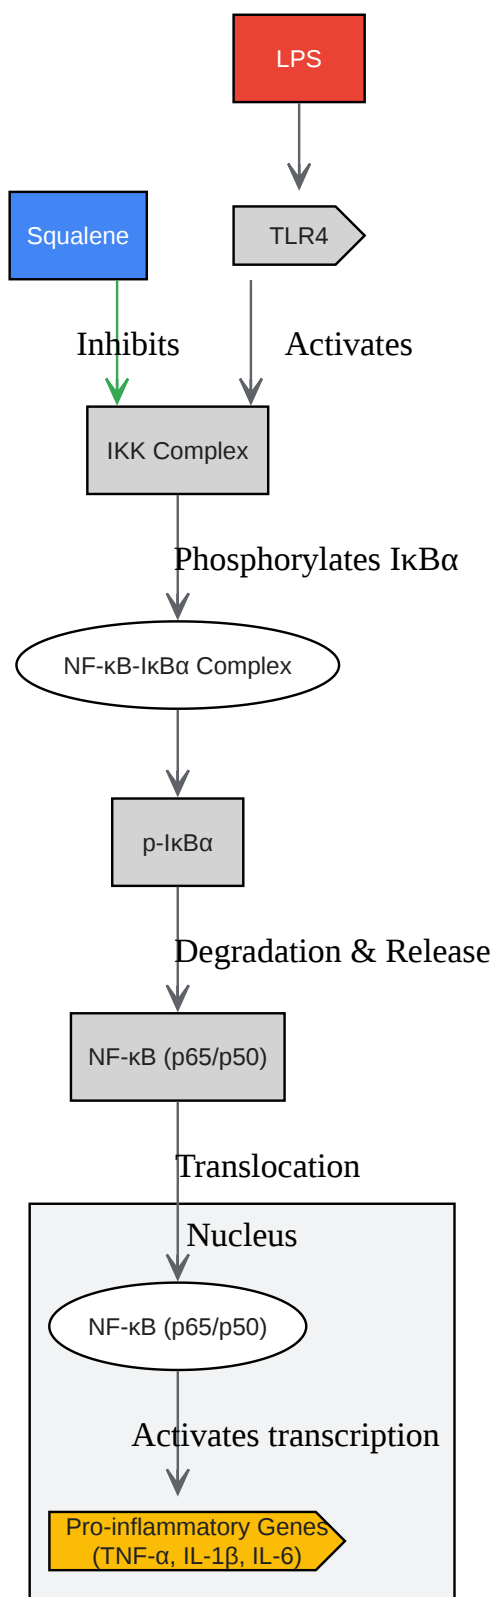 LPS
Squalene
TLR4
Inhibits
Activates
IKK Complex
Phosphorylates IκBα
NF-κB-IκBα Complex
p-IκBα
Degradation & Release
NF-κB (p65/p50)
Translocation
Nucleus
NF-κB (p65/p50)
Activates transcription
Pro-inflammatory Genes
(TNF-α, IL-1β, IL-6)